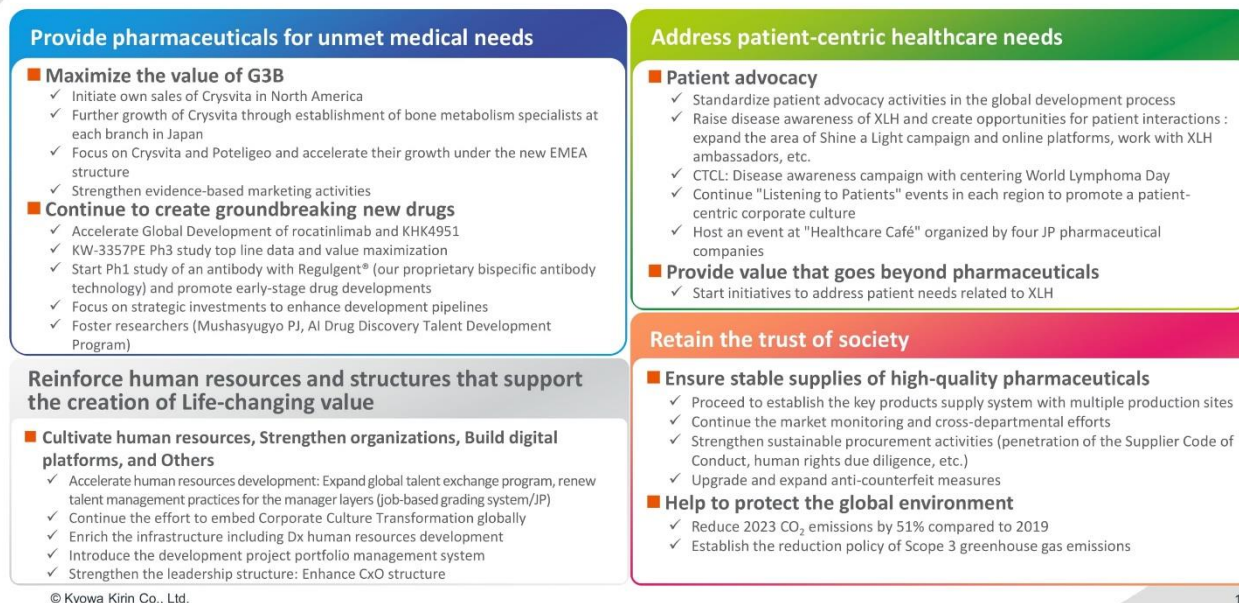 Provide pharmaceuticals for unmet medical needs
■ Maximize the value of G3B
✓ Initiate own sales of Crysvita in North America
✓ Further growth of Crysvita through establishment of bone metabolism specialists at
each branch in Japan
✓ Focus on Crysvita and Poteligeo and accelerate their growth under the new EMEA
structure
✓ Strengthen evidence-based marketing activities
■ Continue to create groundbreaking new drugs
✓ Accelerate Global Development of rocatinlimab and KHK4951
✓ KW-3357PE Ph3 study top line data and value maximization
✓ Start Ph1 study of an antibody with Regulgent® (our proprietary bispecific antibody
technology) and promote early-stage drug developments
✓ Focus on strategic investments to enhance development pipelines
✓ Foster researchers (Mushasyugyo PJ, AI Drug Discovery Talent Development
Program)
Address patient-centric healthcare needs
■ Patient advocacy
✓ Standardize patient advocacy activities in the global development process
✓ Raise disease awareness of XLH and create opportunities for patient interactions :
expand the area of Shine a Light campaign and online platforms, work with XLH
ambassadors, etc.
✓ CTCL: Disease awareness campaign with centering World Lymphoma Day
✓ Continue "Listening to Patients" events in each region to promote a patient-
centric corporate culture
✓ Host an event at "Healthcare Café" organized by four JP pharmaceutical
companies
■ Provide value that goes beyond pharmaceuticals
✓ Start initiatives to address patient needs related to XLH
Reinforce human resources and structures that support
the creation of Life-changing value
■ Cultivate human resources, Strengthen organizations, Build digital
platforms, and Others
✓ Accelerate human resources development: Expand global talent exchange program, renew
talent management practices for the manager layers (job-based grading system/JP)
✓ Continue the effort to embed Corporate Culture Transformation globally
✓ Enrich the infrastructure including Dx human resources development
✓ Introduce the development project portfolio management system
✓ Strengthen the leadership structure: Enhance CxO structure
Retain the trust of society
■ Ensure stable supplies of high-quality pharmaceuticals
✓ Proceed to establish the key products supply system with multiple production sites
✓ Continue the market monitoring and cross-departmental efforts
✓ Strengthen sustainable procurement activities (penetration of the Supplier Code of
Conduct, human rights due diligence, etc.)
✓ Upgrade and expand anti-counterfeit measures
■ Help to protect the global environment
✓ Reduce 2023 CO₂ emissions by 51% compared to 2019
✓ Establish the reduction policy of Scope 3 greenhouse gas emissions
© Kyowa Kirin Co., Ltd.